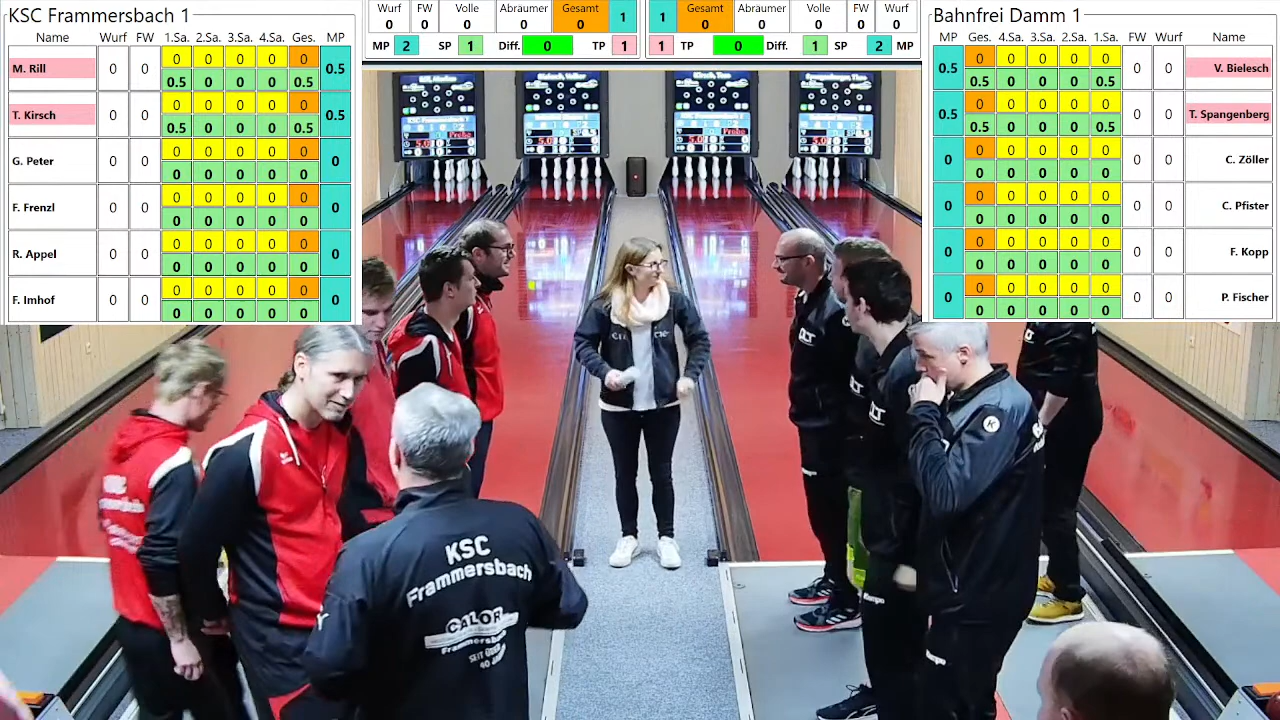 KSC Frammersbach 1
Name Wurf FW 1.Sa. 2.Sa. 3.Sa. 4.Sa. Ges. MP
M. Rill 0 0 0 0 0 0 0 0.5
0.5 0 0 0 0.5
T. Kirsch 0 0 0 0 0 0 0 0.5
0.5 0 0 0 0.5
G. Peter 0 0 0 0 0 0 0 0
0 0 0 0 0
F. Frenzl 0 0 0 0 0 0 0 0
0 0 0 0 0
R. Appel 0 0 0 0 0 0 0 0
0 0 0 0 0
F. Imhof 0 0 0 0 0 0 0 0
0 0 0 0 0
Wurf FW Volle Abräumer Gesamt 1
0 0 0 0 0
MP 2 SP 1 Diff. 0 TP 1
1 Gesamt Abräumer Volle FW Wurf
0 0 0 0 0
1 TP 0 Diff. 1 SP 2 MP
Bahnfrei Damm 1
MP Ges. 4.Sa. 3.Sa. 2.Sa. 1.Sa. FW Wurf Name
0.5 0 0 0 0 0 0 0 V. Bielesch
0.5 0 0 0 0.5
0.5 0 0 0 0 0 0 0 T. Spangenberg
0.5 0 0 0 0.5
0 0 0 0 0 0 0 0 C. Zöller
0 0 0 0 0
0 0 0 0 0 0 0 0 C. Pfister
0 0 0 0 0
0 0 0 0 0 0 0 0 F. Kopp
0 0 0 0 0
0 0 0 0 0 0 0 0 P. Fischer
0 0 0 0 0
KSC
Frammersbach
CALOR
Frammersbach
SEIT ÜBER
40 JAHREN
K